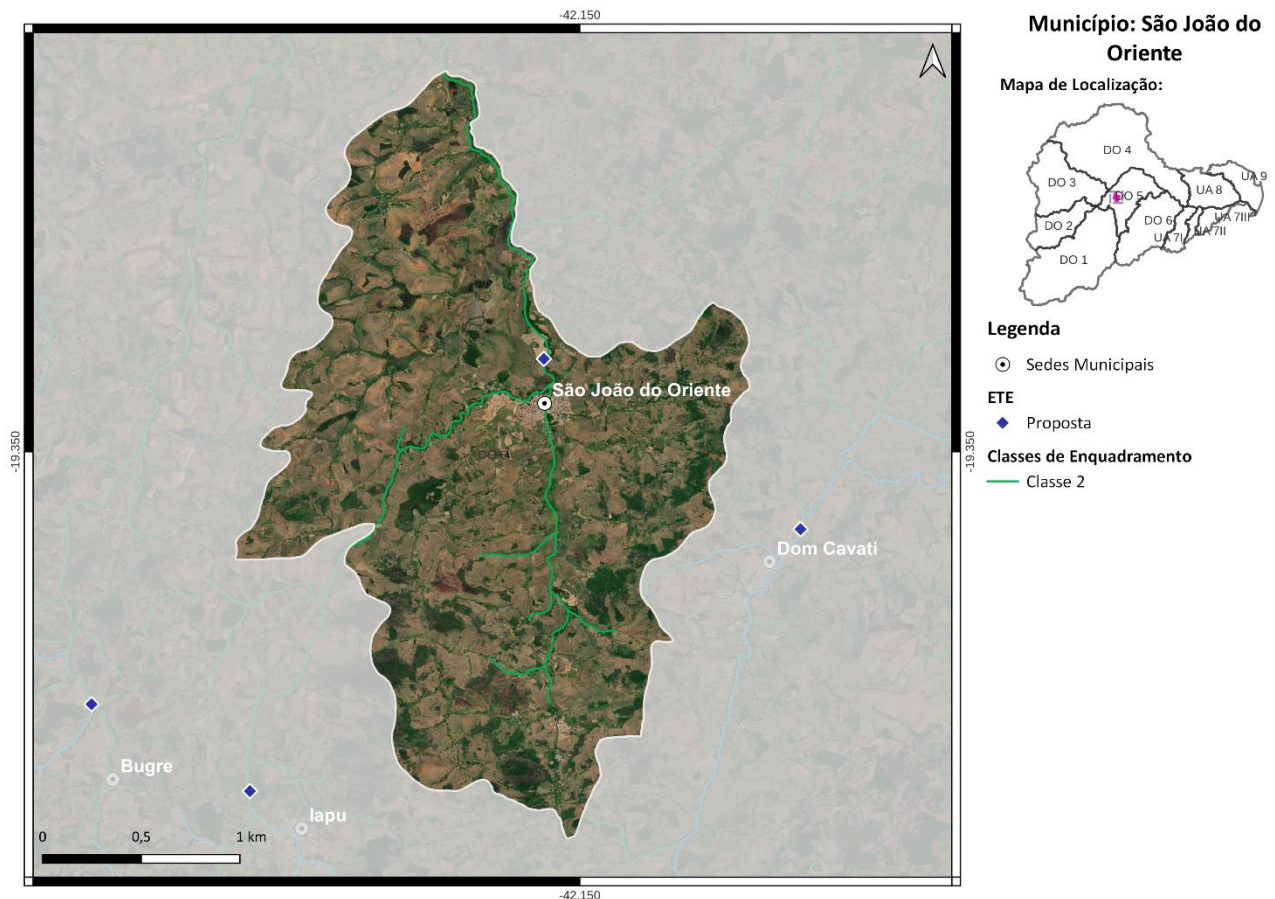 -42.150
Município: São João do
Oriente
Mapa de Localização:
DO 4
DO 3
UA 9
DO 5
UA 8
DO 2
DO 6
UA 7III
UA 7II
UA 7I
DO 1
Legenda
Sedes Municipais
ETE
Proposta
Classes de Enquadramento
Classe 2
São João do Oriente
-19.350
-19.350
Dom Cavati
Bugre
Iapu
0 0,5 1 km
-42.150